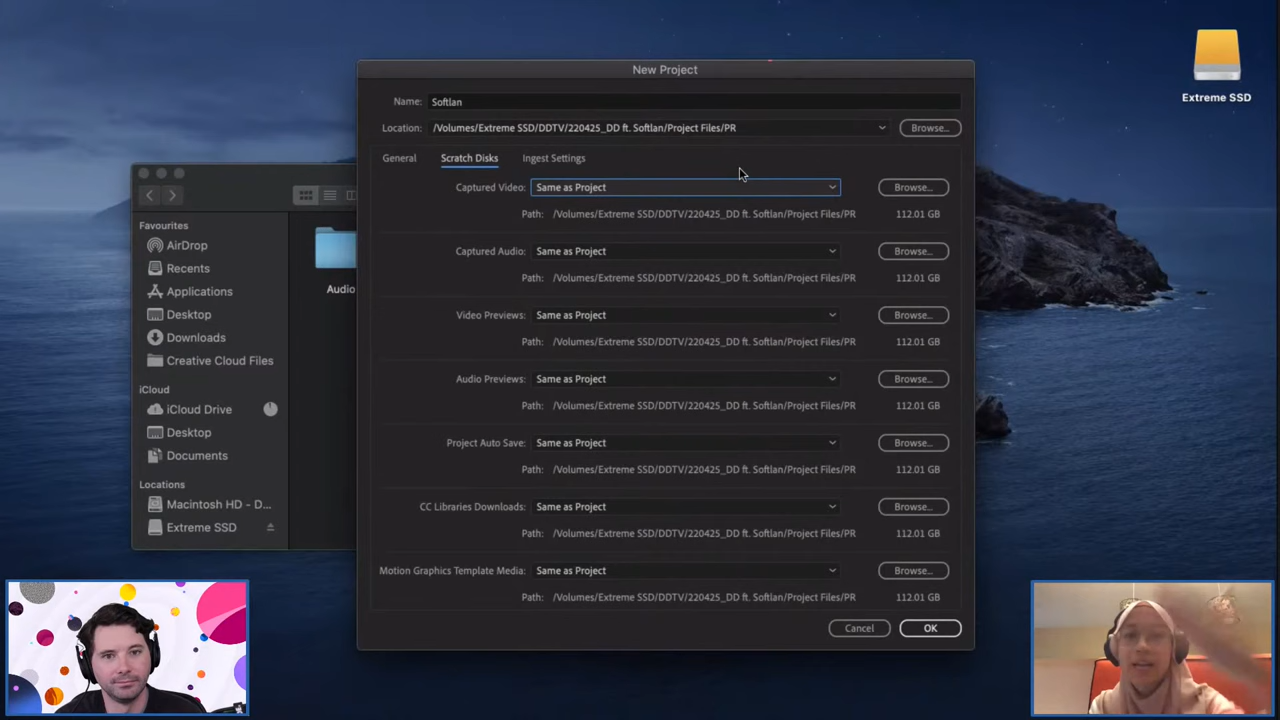 New Project
Extreme SSD
Name: Softlan
Location: /Volumes/Extreme SSD/DDTV/220425_DD ft. Softlan/Project Files/PR Browse...
General Scratch Disks Ingest Settings
Captured Video: Same as Project Browse...
Path: /Volumes/Extreme SSD/DDTV/220425_DD ft. Softlan/Project Files/PR 112.01 GB
Captured Audio: Same as Project Browse...
Path: /Volumes/Extreme SSD/DDTV/220425_DD ft. Softlan/Project Files/PR 112.01 GB
Video Previews: Same as Project Browse...
Path: /Volumes/Extreme SSD/DDTV/220425_DD ft. Softlan/Project Files/PR 112.01 GB
Audio Previews: Same as Project Browse...
Path: /Volumes/Extreme SSD/DDTV/220425_DD ft. Softlan/Project Files/PR 112.01 GB
Project Auto Save: Same as Project Browse...
Path: /Volumes/Extreme SSD/DDTV/220425_DD ft. Softlan/Project Files/PR 112.01 GB
CC Libraries Downloads: Same as Project Browse...
Path: /Volumes/Extreme SSD/DDTV/220425_DD ft. Softlan/Project Files/PR 112.01 GB
Motion Graphics Template Media: Same as Project Browse...
Path: /Volumes/Extreme SSD/DDTV/220425_DD ft. Softlan/Project Files/PR 112.01 GB
Cancel OK
Favourites
AirDrop
Recents
Applications
Desktop
Downloads
Creative Cloud Files
iCloud
iCloud Drive
Desktop
Documents
Locations
Macintosh HD - D...
Extreme SSD
Audio